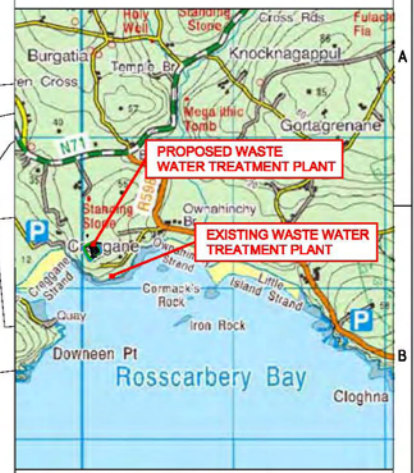 Holy
Well
Standing
Stone
Cross Rds
Fulacht
Fia
Burgatia
Temple Br
Knocknagappul
en Cross
A
Megalithic
Tomb
Gortagrenane
N71
PROPOSED WASTE
WATER TREATMENT PLANT
Standing
Stone
R598
Ownahinchy
Br
P
EXISTING WASTE WATER
TREATMENT PLANT
Creggane
Ownahinchy
Strand
Creggane
Strand
Little
Island Strand
Cormack's
Rock
Quay
Iron Rock
P
Downeen Pt
B
Rosscarbery Bay
Cloghna